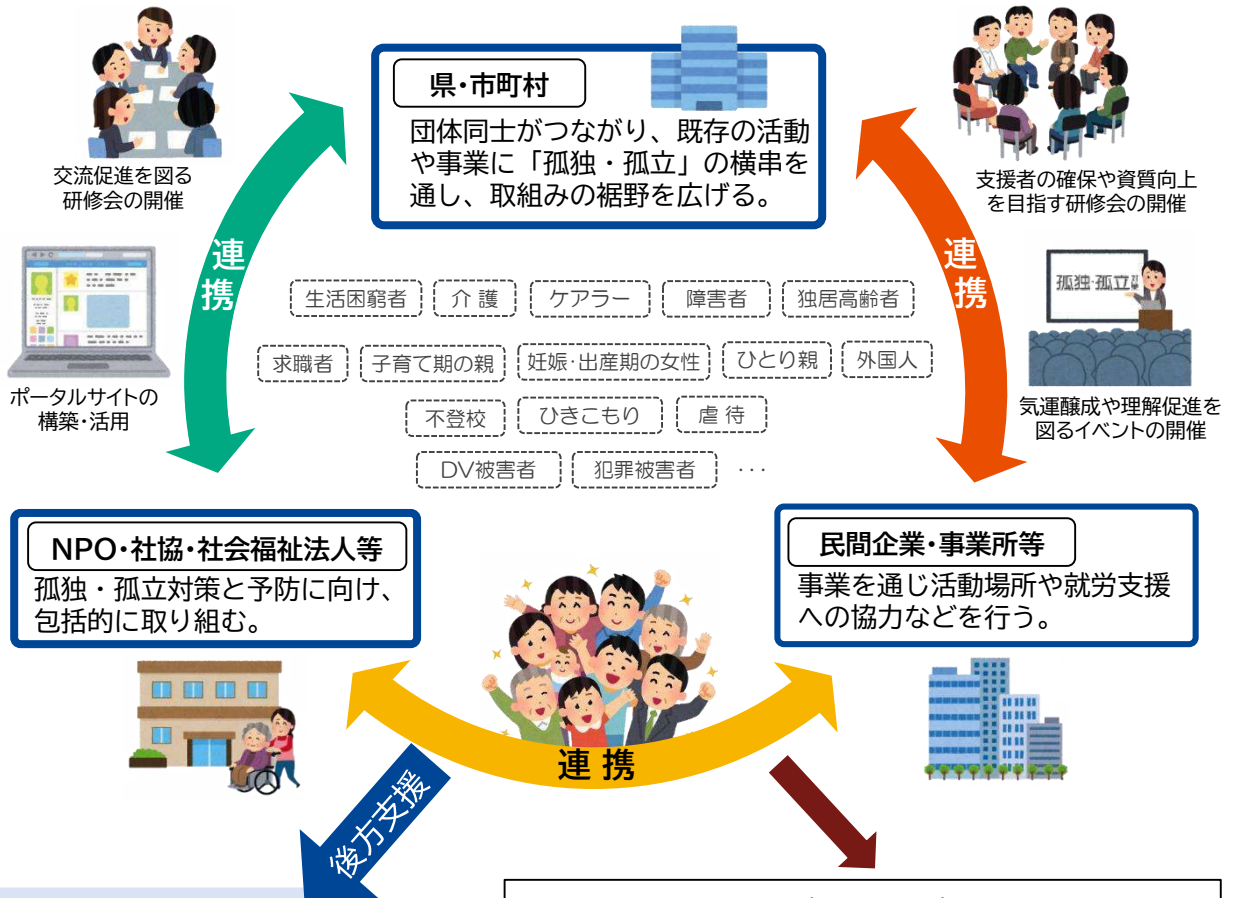 県・市町村
団体同士がつながり、既存の活動
や事業に「孤独・孤立」の横串を
通し、取組みの裾野を広げる。
交流促進を図る
研修会の開催
支援者の確保や資質向上
を目指す研修会の開催
連携
連携
孤独・孤立
ポータルサイトの
構築・活用
気運醸成や理解促進を
図るイベントの開催
生活困窮者
介護
ケアラー
障害者
独居高齢者
求職者
子育て期の親
妊娠・出産期の女性
ひとり親
外国人
不登校
ひきこもり
虐待
DV被害者
犯罪被害者
・・・
NPO・社協・社会福祉法人等
孤独・孤立対策と予防に向け、
包括的に取り組む。
民間企業・事業所等
事業を通じ活動場所や就労支援
への協力などを行う。
連携
後方支援